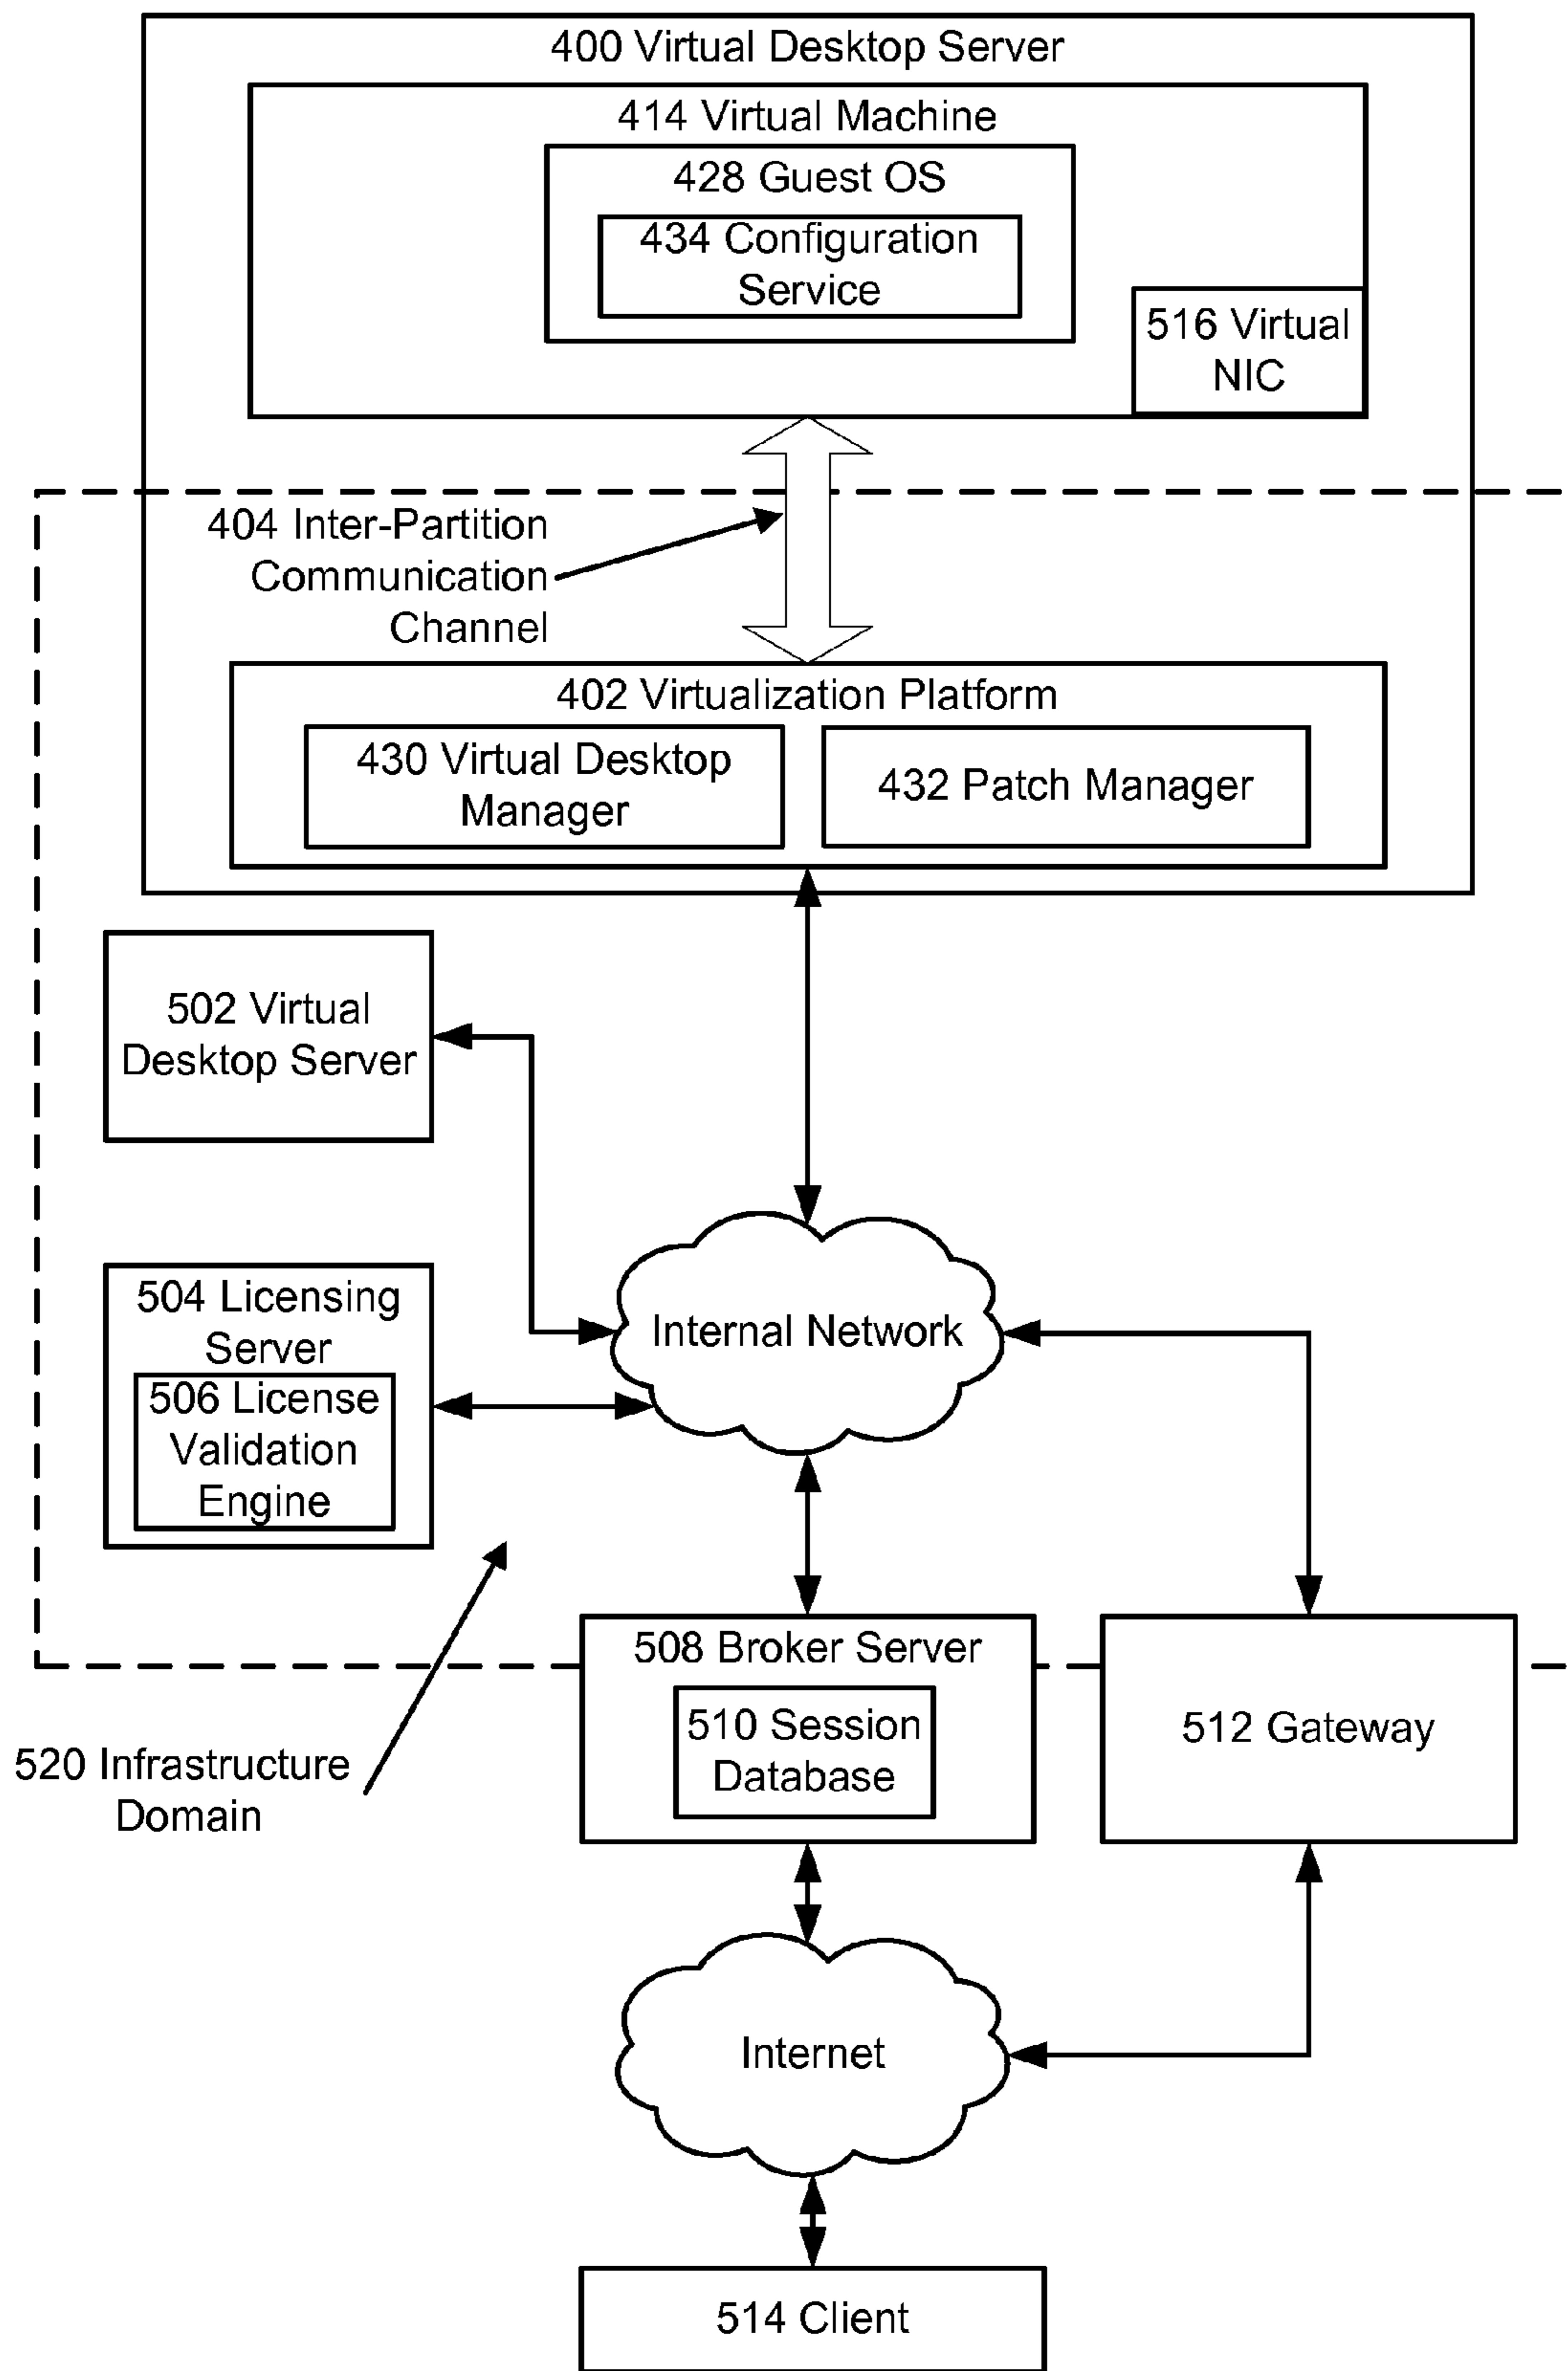 400 Virtual Desktop Server
414 Virtual Machine
428 Guest OS
434 Configuration
Service
516 Virtual
NIC
404 Inter-Partition
Communication
Channel
402 Virtualization Platform
430 Virtual Desktop
Manager
432 Patch Manager
502 Virtual
Desktop Server
504 Licensing
Server
506 License
Validation
Engine
Internal Network
508 Broker Server
510 Session
Database
512 Gateway
520 Infrastructure
Domain
Internet
514 Client